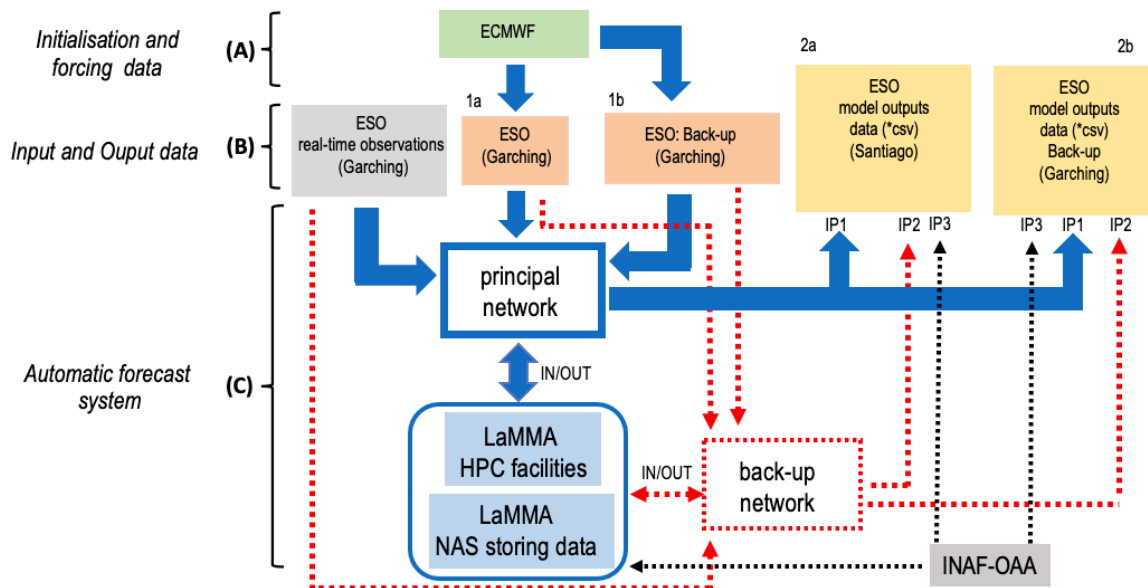 Initialisation and
forcing data
(A)
ECMWF
2a
2b
Input and Ouput data
(B)
ESO
real-time observations
(Garching)
1a
ESO
(Garching)
1b
ESO: Back-up
(Garching)
ESO
model outputs
data (*csv)
(Santiago)
ESO
model outputs
data (*csv)
Back-up
(Garching)
IP1
IP2
IP3
IP3
IP1
IP2
principal
network
Automatic forecast
system
(C)
IN/OUT
LaMMA
HPC facilities
LaMMA
NAS storing data
IN/OUT
back-up
network
INAF-OAA